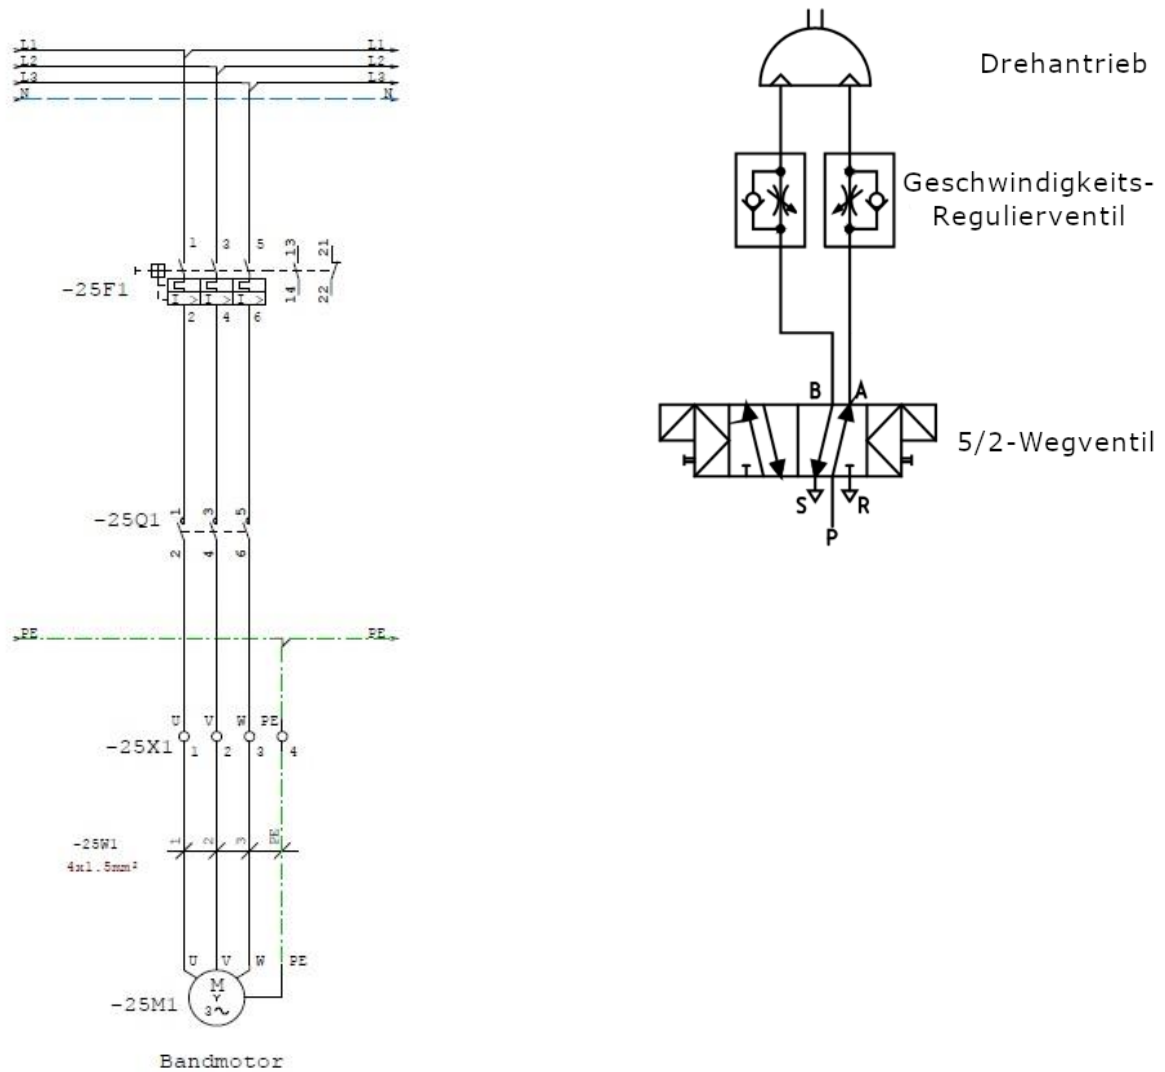 L1 L1
L2 L2
L3 L3
N N
Drehantrieb
Geschwindigkeits-
Regulierventil
1 3 5 13 21
-25F1
I > I > I >
14 22
2 4 6
B A
5/2-Wegventil
S R
P
-25Q1
1 3 5
2 4 6
PE PE
U V W PE
-25X1
1 2 3 4
-25W1
1 2 3 PE
4x1.5mm²
U V W PE
-25M1
M
3~
Bandmotor